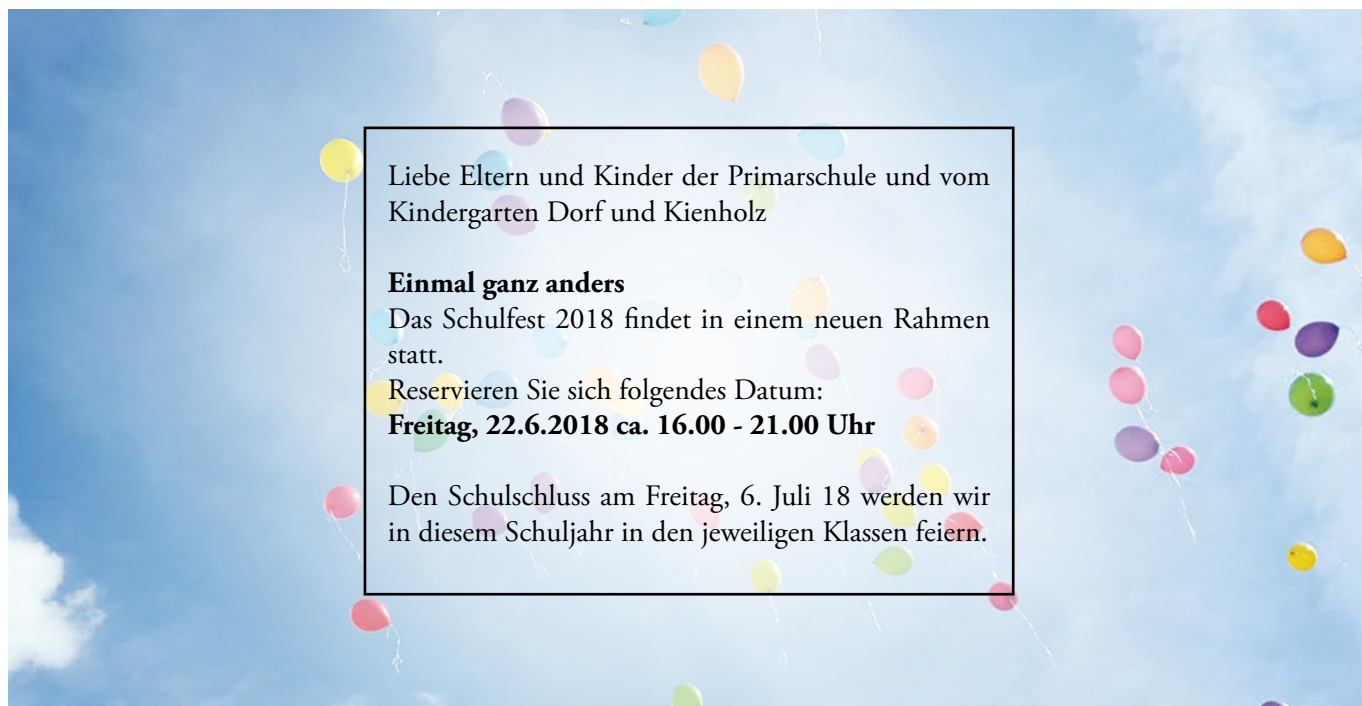 Liebe Eltern und Kinder der Primarschule und vom
Kindergarten Dorf und Kienholz
Einmal ganz anders
Das Schulfest 2018 findet in einem neuen Rahmen
statt.
Reservieren Sie sich folgendes Datum:
Freitag, 22.6.2018 ca. 16.00 - 21.00 Uhr
Den Schulschluss am Freitag, 6. Juli 18 werden wir
in diesem Schuljahr in den jeweiligen Klassen feiern.